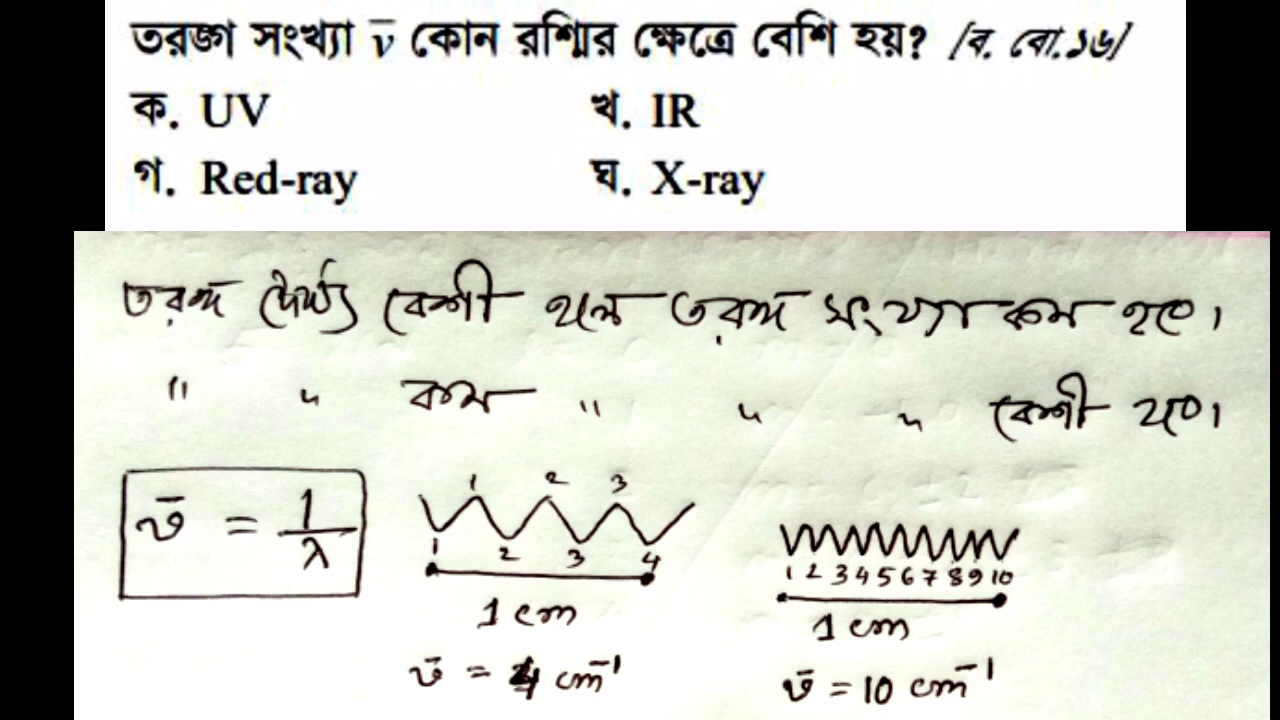 তরঙ্গ সংখ্যা ν̅ কোন রশ্মির ক্ষেত্রে বেশি হয়? [ব. বো.১৬]
ক. UV খ. IR
গ. Red-ray ঘ. X-ray
তরঙ্গ দৈর্ঘ্য বেশী হলে তরঙ্গ সংখ্যা কম হবে।
" " কম " " " বেশী হবে।
ν̅ = 1/λ
1 2 3
1 2 3 4
1 2 3 4 5 6 7 8 9 10
1 cm
1 cm
ν̅ = 4 cm⁻¹
ν̅ = 10 cm⁻¹